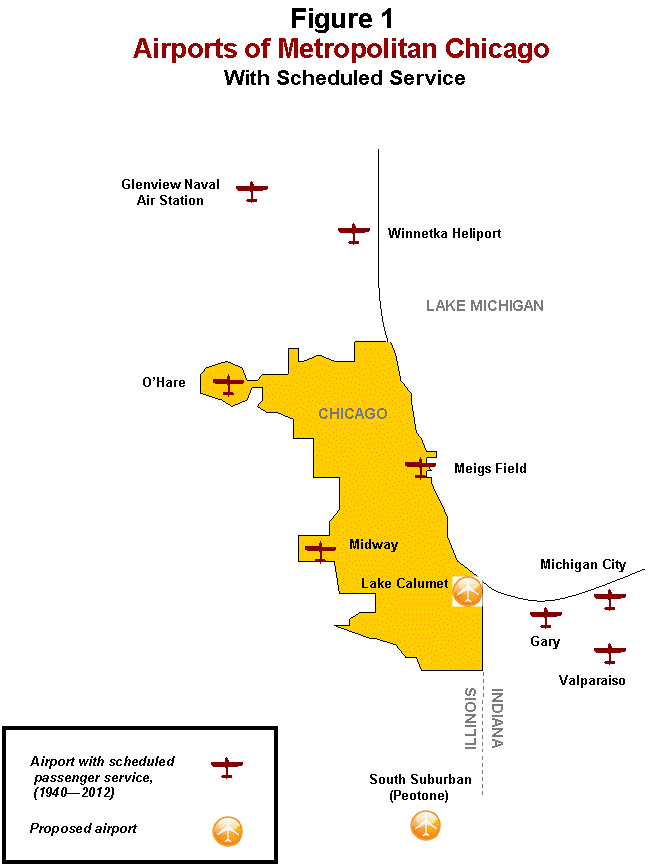 Figure 1
Airports of Metropolitan Chicago
With Scheduled Service
Glenview Naval
Air Station
Winnetka Heliport
LAKE MICHIGAN
O'Hare
CHICAGO
Meigs Field
Midway
Michigan City
Lake Calumet
Gary
Valparaiso
ILLINOIS
INDIANA
South Suburban
(Peotone)
Airport with scheduled
passenger service,
(1940—2012)
Proposed airport